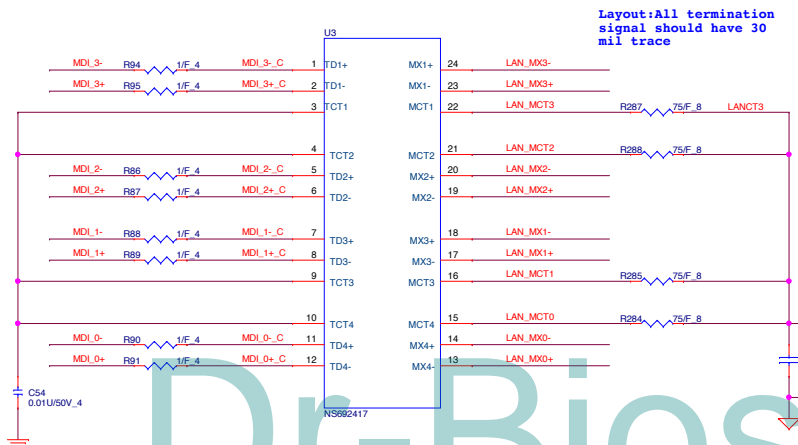 Layout:All termination
signal should have 30
mil trace
U3
MDI_3- R94 1/F_4 MDI_3-_C 1 TD1+ MX1+ 24 LAN_MX3-
MDI_3+ R95 1/F_4 MDI_3+_C 2 TD1- MX1- 23 LAN_MX3+
3 TCT1 MCT1 22 LAN_MCT3 R287 75/F_8 LANCT3
4 TCT2 MCT2 21 LAN_MCT2 R288 75/F_8
MDI_2- R86 1/F_4 MDI_2-_C 5 TD2+ MX2+ 20 LAN_MX2-
MDI_2+ R87 1/F_4 MDI_2+_C 6 TD2- MX2- 19 LAN_MX2+
MDI_1- R88 1/F_4 MDI_1-_C 7 TD3+ MX3+ 18 LAN_MX1-
MDI_1+ R89 1/F_4 MDI_1+_C 8 TD3- MX3- 17 LAN_MX1+
9 TCT3 MCT3 16 LAN_MCT1 R285 75/F_8
10 TCT4 MCT4 15 LAN_MCT0 R284 75/F_8
MDI_0- R90 1/F_4 MDI_0-_C 11 TD4+ MX4+ 14 LAN_MX0-
MDI_0+ R91 1/F_4 MDI_0+_C 12 TD4- MX4- 13 LAN_MX0+
C54
0.01U/50V_4
NS692417
Dr-Bios